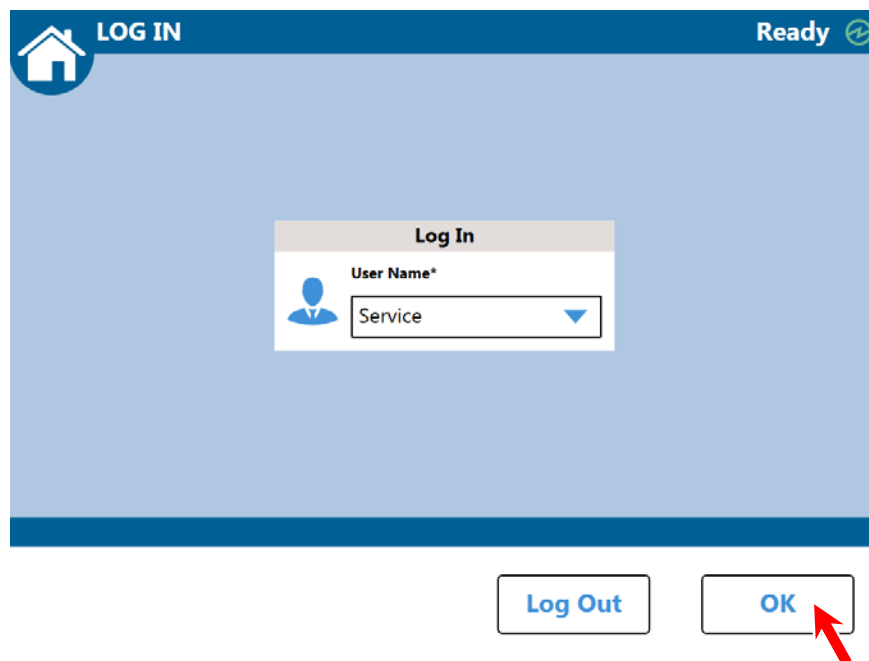 LOG IN
Ready
Log In
User Name*
Service
Log Out
OK